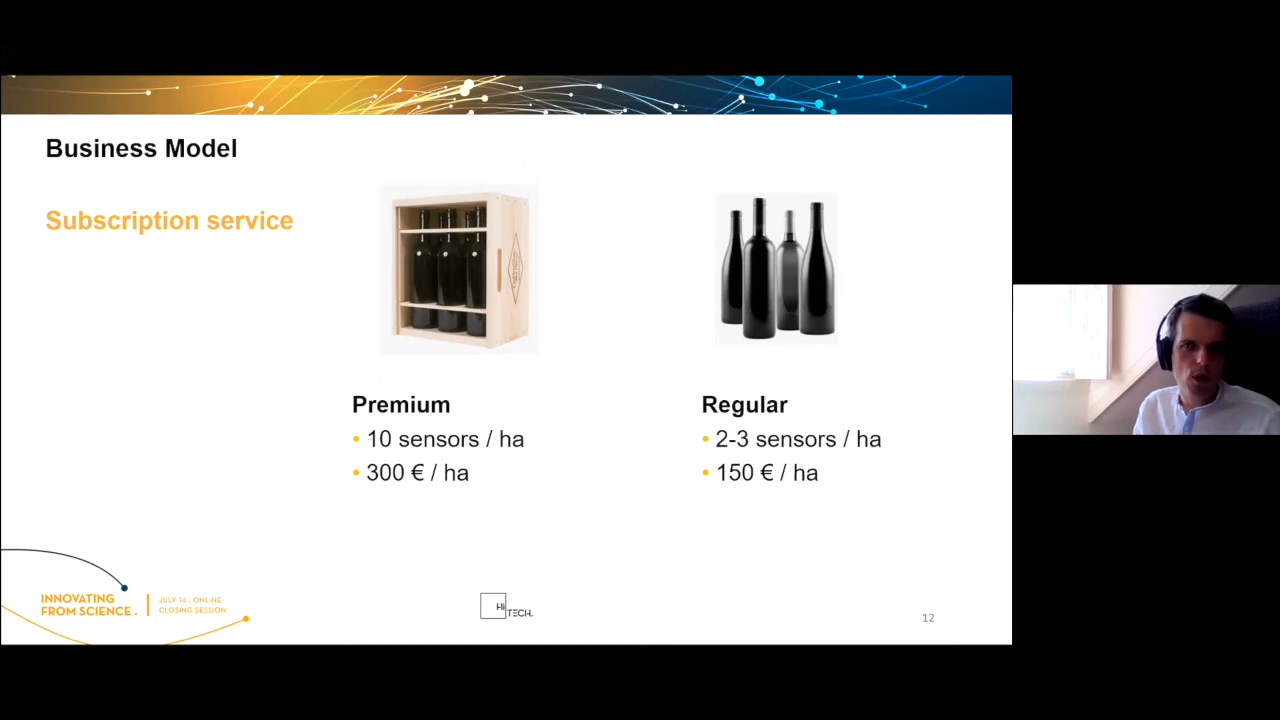 Business Model
Subscription service
Premium
• 10 sensors / ha
• 300 € / ha
Regular
• 2-3 sensors / ha
• 150 € / ha
INNOVATING
FROM SCIENCE .
JULY 14 . ONLINE
CLOSING SESSION
Hi
TECH.
12